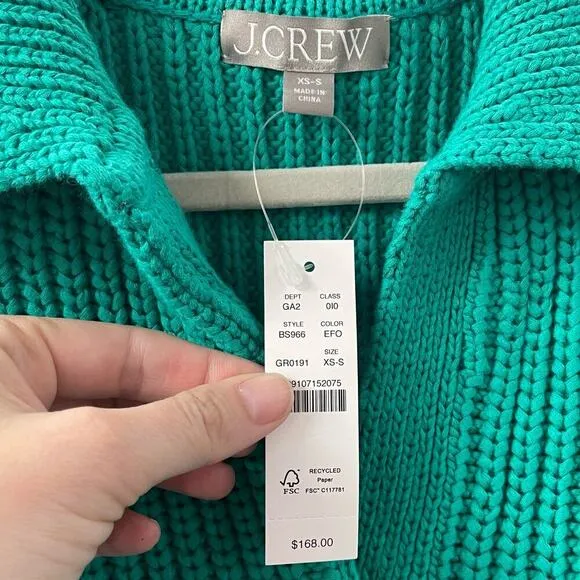 J.CREW
XS-S
MADE IN
CHINA
DEPT CLASS
GA2 0I0
STYLE COLOR
BS966 EFO
SIZE
GR0191 XS-S
9107152075
FSC
RECYCLED
Paper
FSC® C117781
$168.00